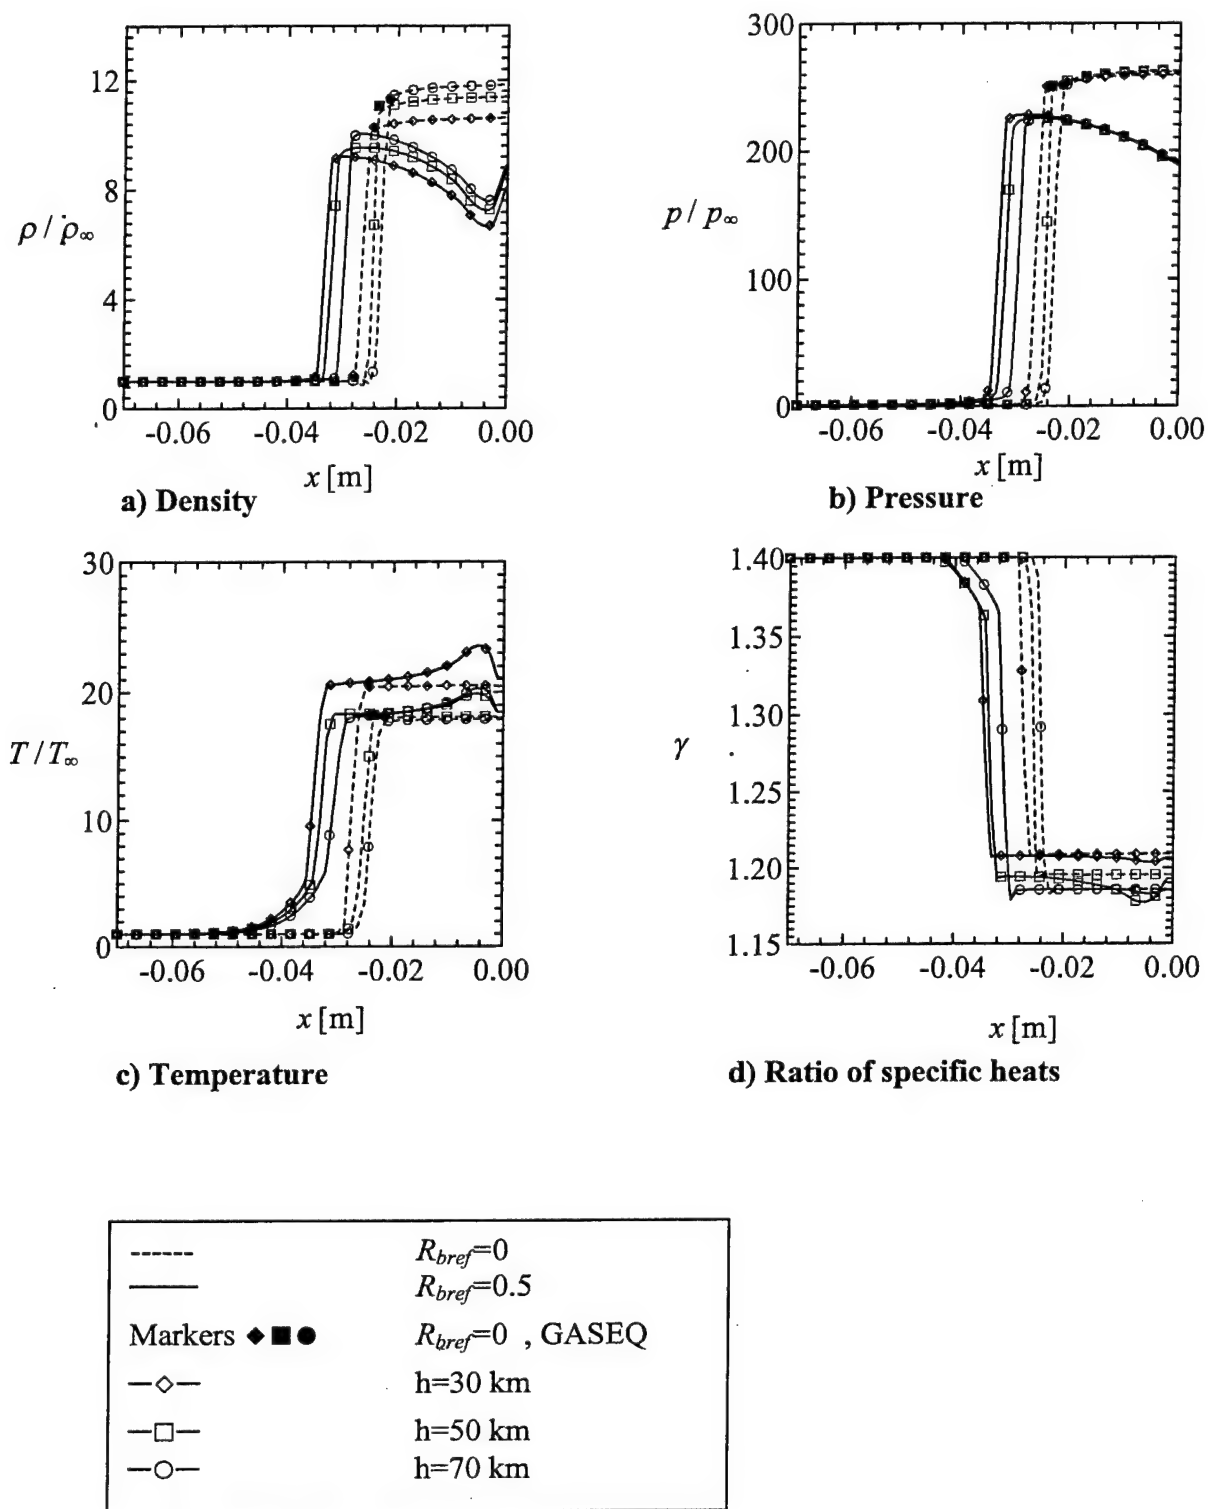 12
8
4
0
ρ / ρ∞
-0.06 -0.04 -0.02 0.00
x [m]
a) Density
300
200
100
0
p / p∞
-0.06 -0.04 -0.02 0.00
x [m]
b) Pressure
30
20
10
0
T / T∞
-0.06 -0.04 -0.02 0.00
x [m]
c) Temperature
1.40
1.35
1.30
1.25
1.20
1.15
γ
-0.06 -0.04 -0.02 0.00
x [m]
d) Ratio of specific heats
R_bref=0
R_bref=0.5
Markers ◆ ■ ● R_bref=0 , GASEQ
h=30 km
h=50 km
h=70 km